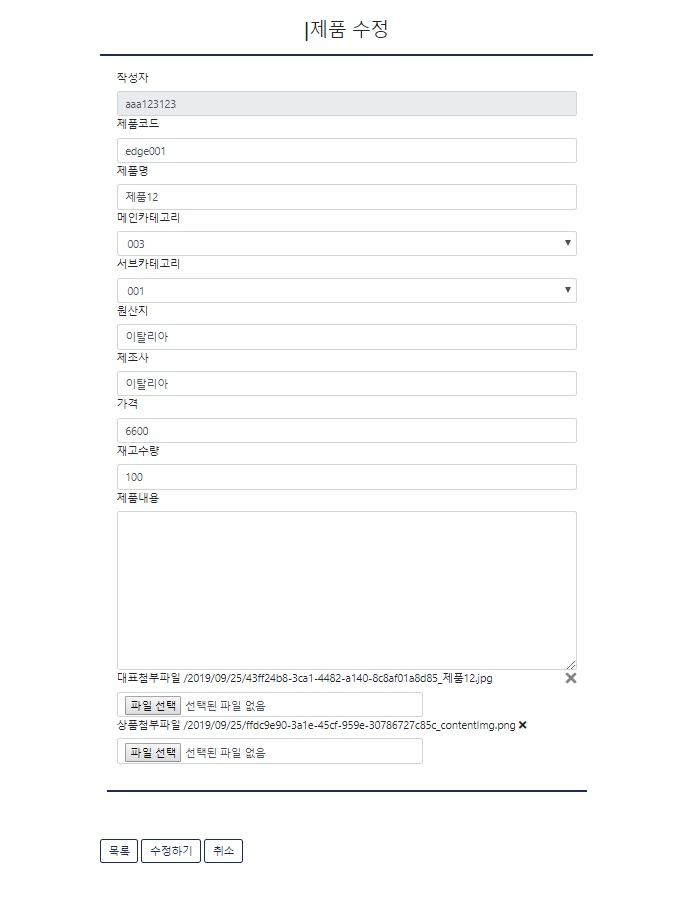 |제품 수정
작성자
aaa123123
제품코드
edge001
제품명
제품12
메인카테고리
003
서브카테고리
001
원산지
이탈리아
제조사
이탈리아
가격
6600
재고수량
100
제품내용
대표첨부파일 /2019/09/25/43ff24b8-3ca1-4482-a140-8c8af01a8d85_제품12.jpg
파일 선택 선택된 파일 없음
상품첨부파일 /2019/09/25/ffdc9e90-3a1e-45cf-959e-30786727c85c_contentImg.png
파일 선택 선택된 파일 없음
목록 수정하기 취소